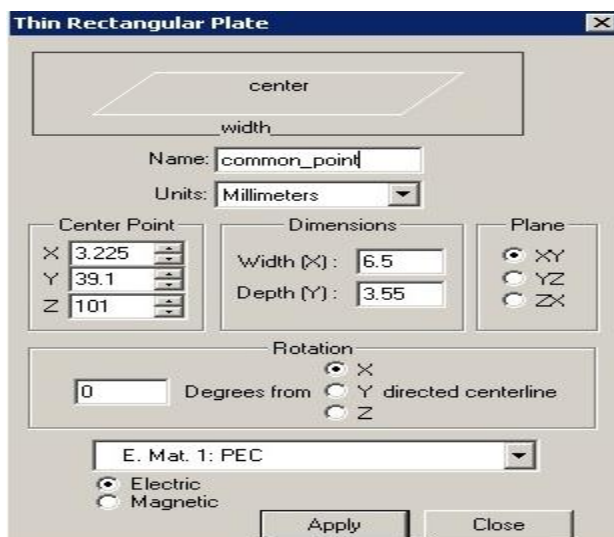 Thin Rectangular Plate
center
width
Name: common_point
Units: Millimeters
Center Point
X 3.225
Y 39.1
Z 101
Dimensions
Width (X) : 6.5
Depth (Y) : 3.55
Plane
XY
YZ
ZX
Rotation
0 Degrees from X
Y directed centerline
Z
E. Mat. 1: PEC
Electric
Magnetic
Apply Close